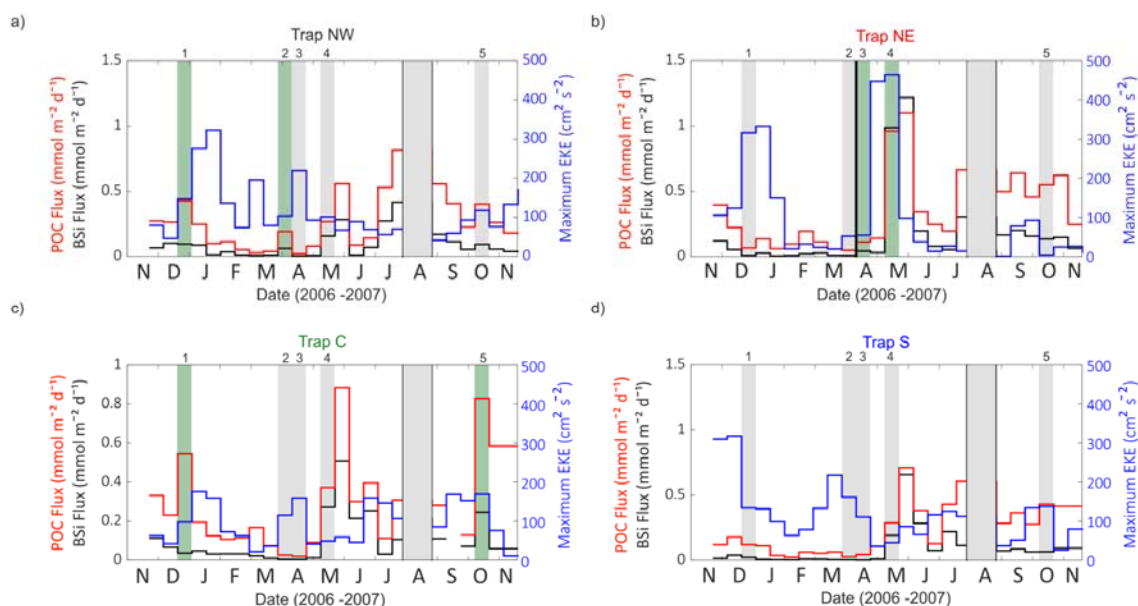 a)
Trap NW
1 2 3 4 5
POC Flux (mmol m⁻² d⁻¹)
BSi Flux (mmol m⁻² d⁻¹)
1.5
1
0.5
0
500
400
300
200
100
0
Maximum EKE (cm² s⁻²)
N D J F M A M J J A S O N
Date (2006 -2007)
b)
Trap NE
1 2 3 4 5
POC Flux (mmol m⁻² d⁻¹)
BSi Flux (mmol m⁻² d⁻¹)
1.5
1
0.5
0
500
400
300
200
100
0
Maximum EKE (cm² s⁻²)
N D J F M A M J J A S O N
Date (2006 -2007)
c)
Trap C
1 2 3 4 5
POC Flux (mmol m⁻² d⁻¹)
BSi Flux (mmol m⁻² d⁻¹)
1
0.8
0.6
0.4
0.2
0
500
400
300
200
100
0
Maximum EKE (cm² s⁻²)
N D J F M A M J J A S O N
Date (2006 -2007)
d)
Trap S
1 2 3 4 5
POC Flux (mmol m⁻² d⁻¹)
BSi Flux (mmol m⁻² d⁻¹)
1.5
1
0.5
0
500
400
300
200
100
0
Maximum EKE (cm² s⁻²)
N D J F M A M J J A S O N
Date (2006 -2007)